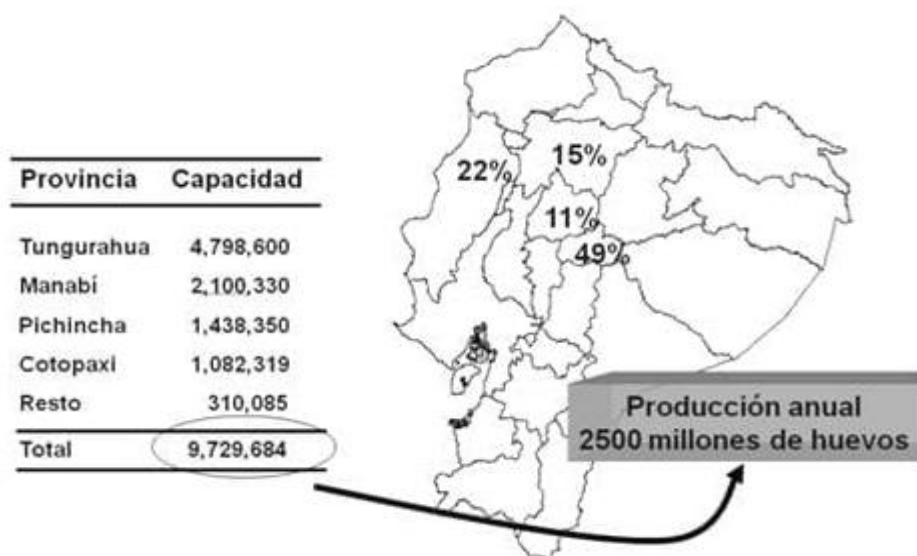 Provincia Capacidad
Tungurahua 4,798,600
Manabí 2,100,330
Pichincha 1,438,350
Cotopaxi 1,082,319
Resto 310,085
Total 9,729,684
22%
15%
11%
49%
Producción anual
2500 millones de huevos